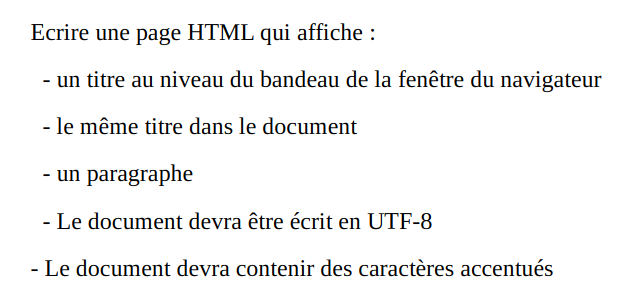 Ecrire une page HTML qui affiche :
- un titre au niveau du bandeau de la fenêtre du navigateur
- le même titre dans le document
- un paragraphe
- Le document devra être écrit en UTF-8
- Le document devra contenir des caractères accentués